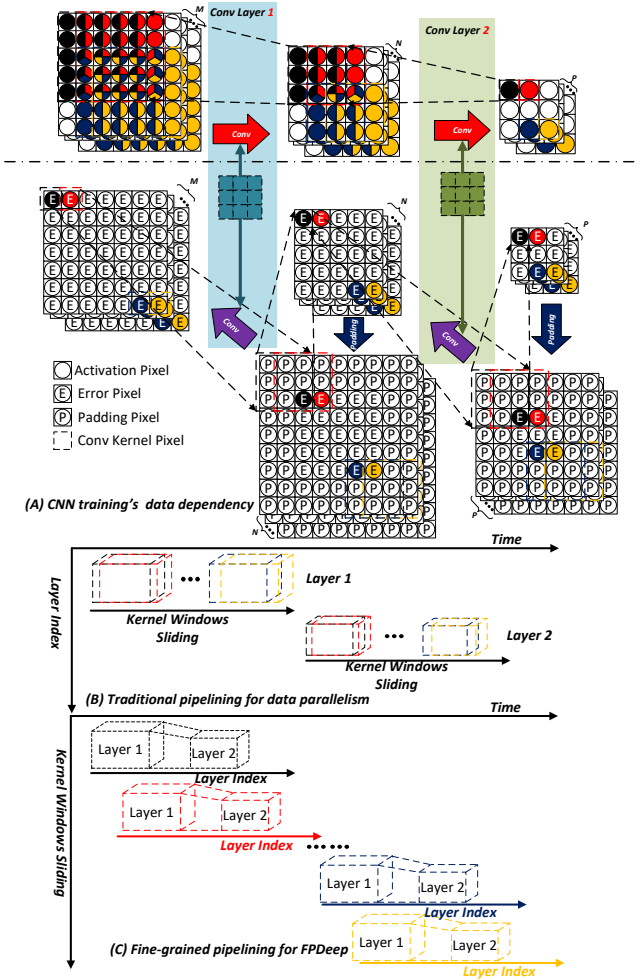 Conv Layer 1
M
N
Conv Layer 2
P
Conv
Conv
M
N
P
E E
E E
E E
E E
E E
E E
Conv
Padding
Conv
Padding
Activation Pixel
E Error Pixel
P Padding Pixel
Conv Kernel Pixel
P P P P P P P P
P P P P P P P P
P P E E E E P P
P P E E E E P P
(A) CNN training's data dependency
N
P
Time
Layer Index
Layer 1
Kernel Windows
Sliding
Layer 2
Kernel Windows
Sliding
(B) Traditional pipelining for data parallelism
Time
Kernel Windows Sliding
Layer 1
Layer 2
Layer Index
Layer 1
Layer 2
Layer Index
Layer 1
Layer 2
Layer Index
Layer 1
Layer 2
(C) Fine-grained pipelining for FPDeep
Layer Index